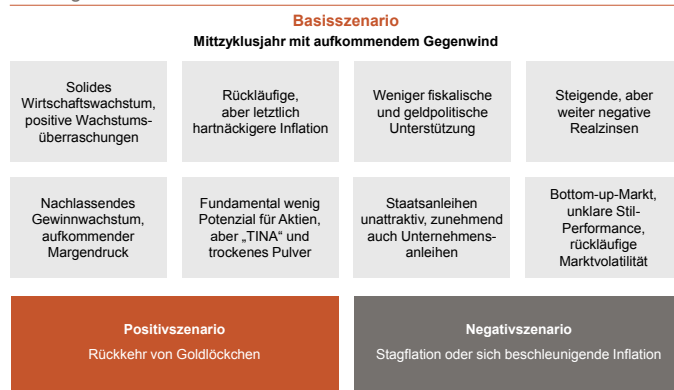 Basisszenario
Mittzyklusjahr mit aufkommendem Gegenwind
Solides
Wirtschaftswachstum,
positive Wachstums-
überraschungen
Rückläufige,
aber letztlich
hartnäckigere Inflation
Weniger fiskalische
und geldpolitische
Unterstützung
Steigende, aber
weiter negative
Realzinsen
Nachlassendes
Gewinnwachstum,
aufkommender
Margendruck
Fundamental wenig
Potenzial für Aktien,
aber „TINA“ und
trockenes Pulver
Staatsanleihen
unattraktiv, zunehmend
auch Unternehmens-
anleihen
Bottom-up-Markt,
unklare Stil-
Performance,
rückläufige
Marktvolatilität
Positivszenario
Rückkehr von Goldlöckchen
Negativszenario
Stagflation oder sich beschleunigende Inflation